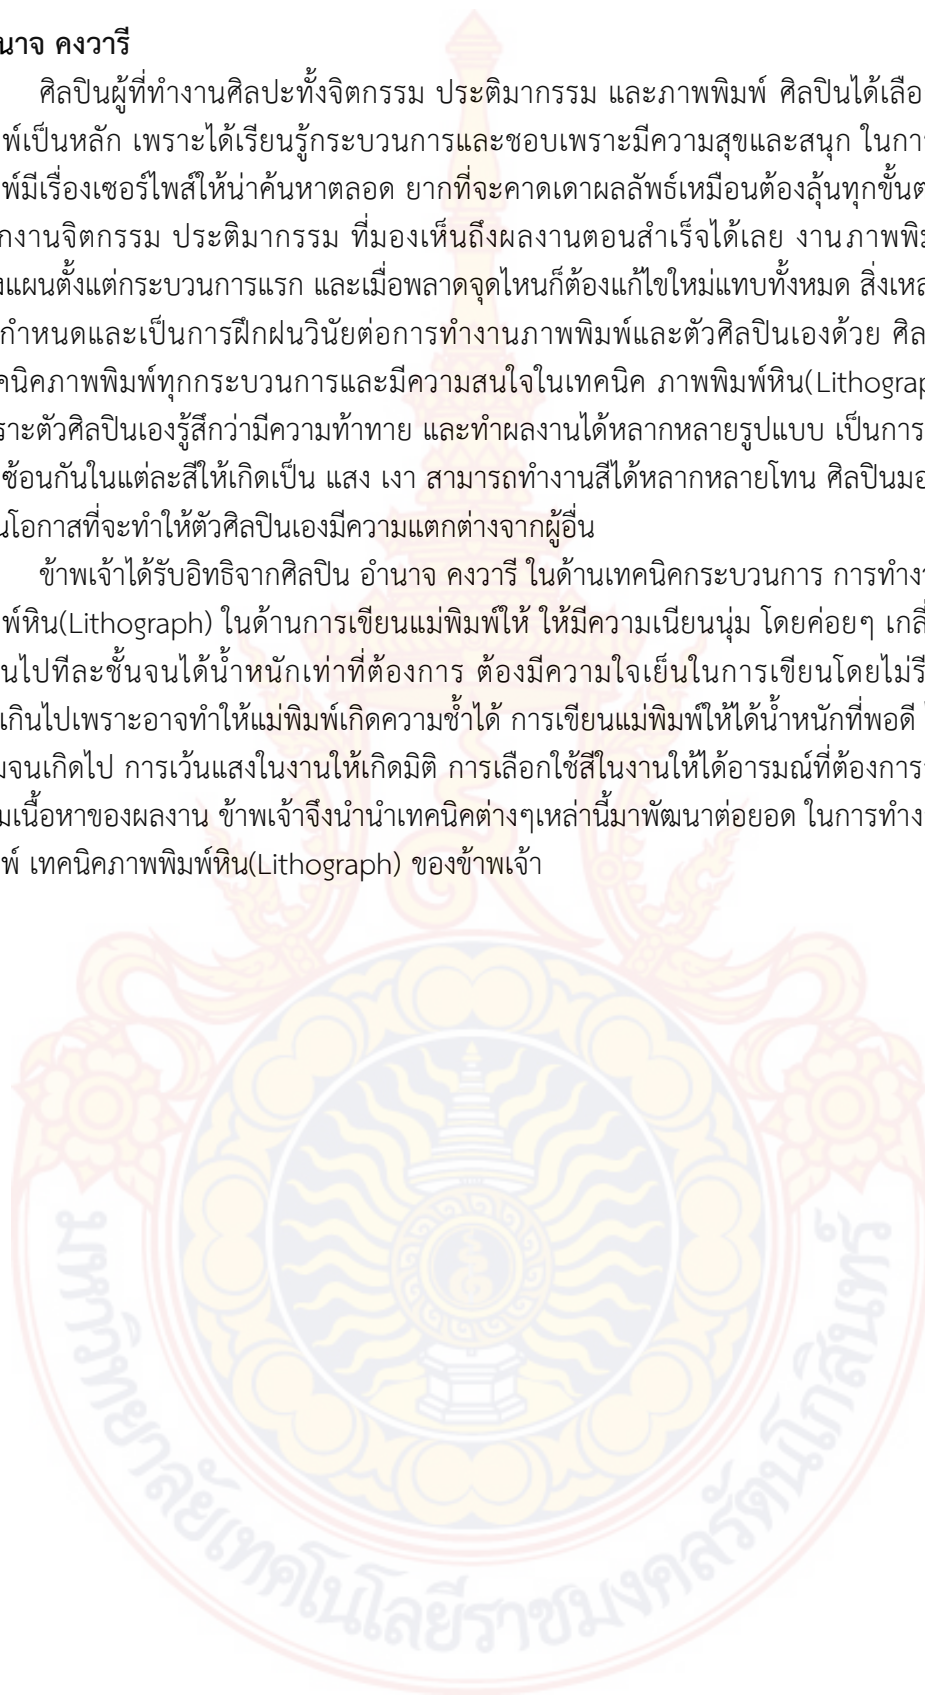 นาจ คงวารี
ศิลปินผู้ที่ทำงานศิลปะทั้งจิตกรรม ประติมากรรม และภาพพิมพ์ ศิลปินได้เลือ
พ์เป็นหลัก เพราะได้เรียนรู้กระบวนการและชอบเพราะมีความสุขและสนุก ในกา
พ์มีเรื่องเซอร์ไพส์ให้น่าค้นหาตลอด ยากที่จะคาดเดาผลลัพธ์เหมือนต้องลุ้นทุกขั้นต
กงานจิตกรรม ประติมากรรม ที่มองเห็นถึงผลงานตอนสำเร็จได้เลย งานภาพพิม
งแผนตั้งแต่กระบวนการแรก และเมื่อพลาดจุดไหนก็ต้องแก้ไขใหม่แทบทั้งหมด สิ่งเหล
กำหนดและเป็นการฝึกฝนวินัยต่อการทำงานภาพพิมพ์และตัวศิลปินเองด้วย ศิล
คนิคภาพพิมพ์ทุกกระบวนการและมีความสนใจในเทคนิค ภาพพิมพ์หิน(Lithograp
ราะตัวศิลปินเองรู้สึกว่ามีความท้าทาย และทำผลงานได้หลากหลายรูปแบบ เป็นการ
ซ้อนกันในแต่ละสีให้เกิดเป็น แสง เงา สามารถทำงานสีได้หลากหลายโทน ศิลปินมอ
นโอกาสที่จะทำให้ตัวศิลปินเองมีความแตกต่างจากผู้อื่น
ข้าพเจ้าได้รับอิทธิจากศิลปิน อำนาจ คงวารี ในด้านเทคนิคกระบวนการ การทำง
พ์หิน(Lithograph) ในด้านการเขียนแม่พิมพ์ให้ ให้มีความเนียนนุ่ม โดยค่อยๆ เกลี่
นไปทีละชั้นจนได้น้ำหนักเท่าที่ต้องการ ต้องมีความใจเย็นในการเขียนโดยไม่รี
เกินไปเพราะอาจทำให้แม่พิมพ์เกิดความช้ำได้ การเขียนแม่พิมพ์ให้ได้น้ำหนักที่พอดี
มจนเกิดไป การเว้นแสงในงานให้เกิดมิติ การเลือกใช้สีในงานให้ได้อารมณ์ที่ต้องการ
มเนื้อหาของผลงาน ข้าพเจ้าจึงนำนำเทคนิคต่างๆเหล่านี้มาพัฒนาต่อยอด ในการทำง
พ์ เทคนิคภาพพิมพ์หิน(Lithograph) ของข้าพเจ้า
มหาวิทยาลัยเทคโนโลยีราชมงคลรัตนโกสินทร์